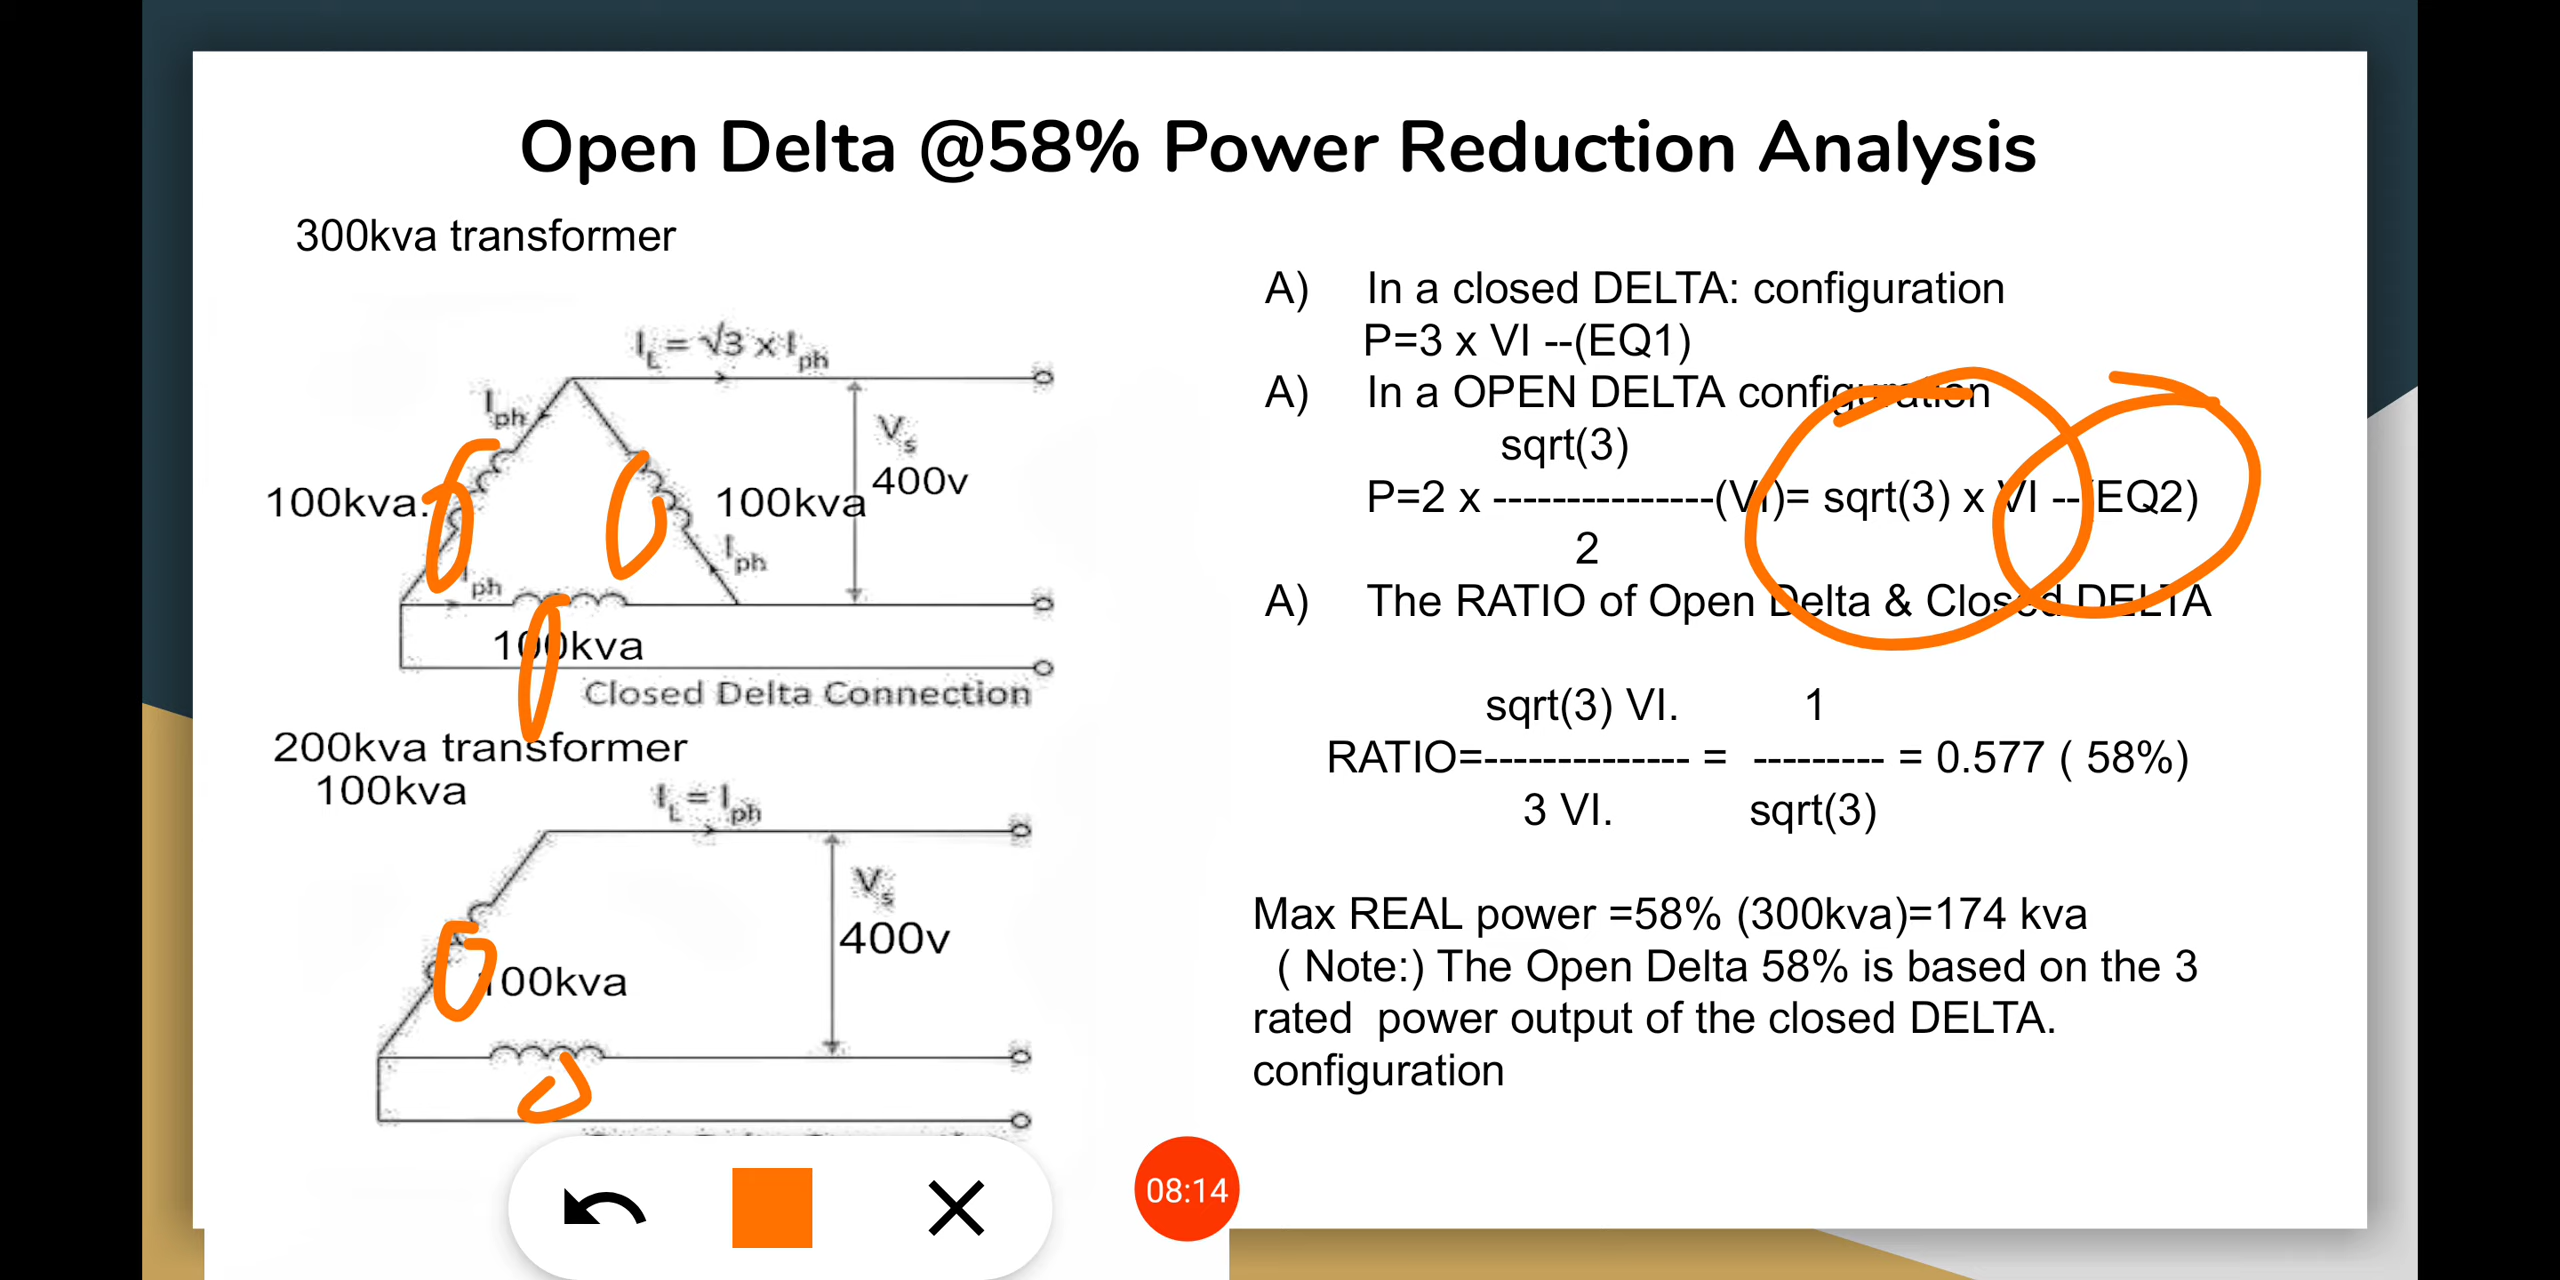 Open Delta @58% Power Reduction Analysis
300kva transformer
I_L = √3 x I_ph
I_ph
V_s
400v
100kva.
100kva
I_ph
ph
100kva
Closed Delta Connection
200kva transformer
100kva
I_L = I_ph
V_s
400v
100kva
A) In a closed DELTA: configuration
P=3 x VI --(EQ1)
A) In a OPEN DELTA configuration
sqrt(3)
P=2 x ---------------(VI)= sqrt(3) x VI --(EQ2)
2
A) The RATIO of Open Delta & Closed DELTA
sqrt(3) VI. 1
RATIO=-------------- = --------- = 0.577 ( 58%)
3 VI. sqrt(3)
Max REAL power =58% (300kva)=174 kva
( Note:) The Open Delta 58% is based on the 3
rated power output of the closed DELTA.
configuration
08:14